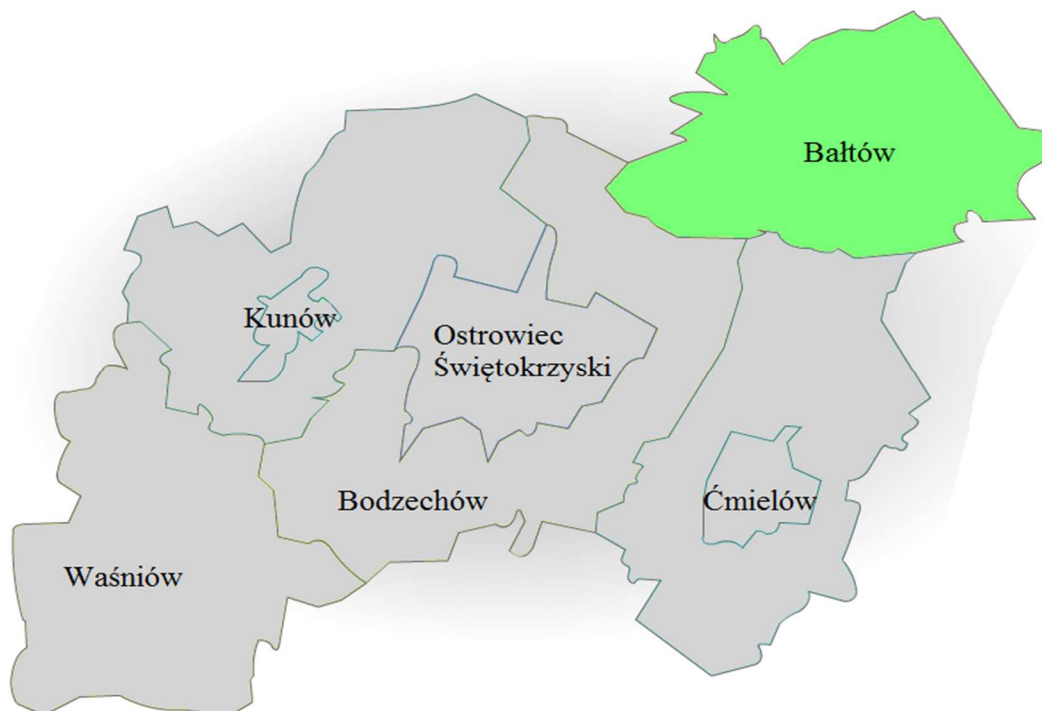 Bałtów
Kunów
Ostrowiec
Świętokrzyski
Bodzechów
Ćmielów
Waśniów